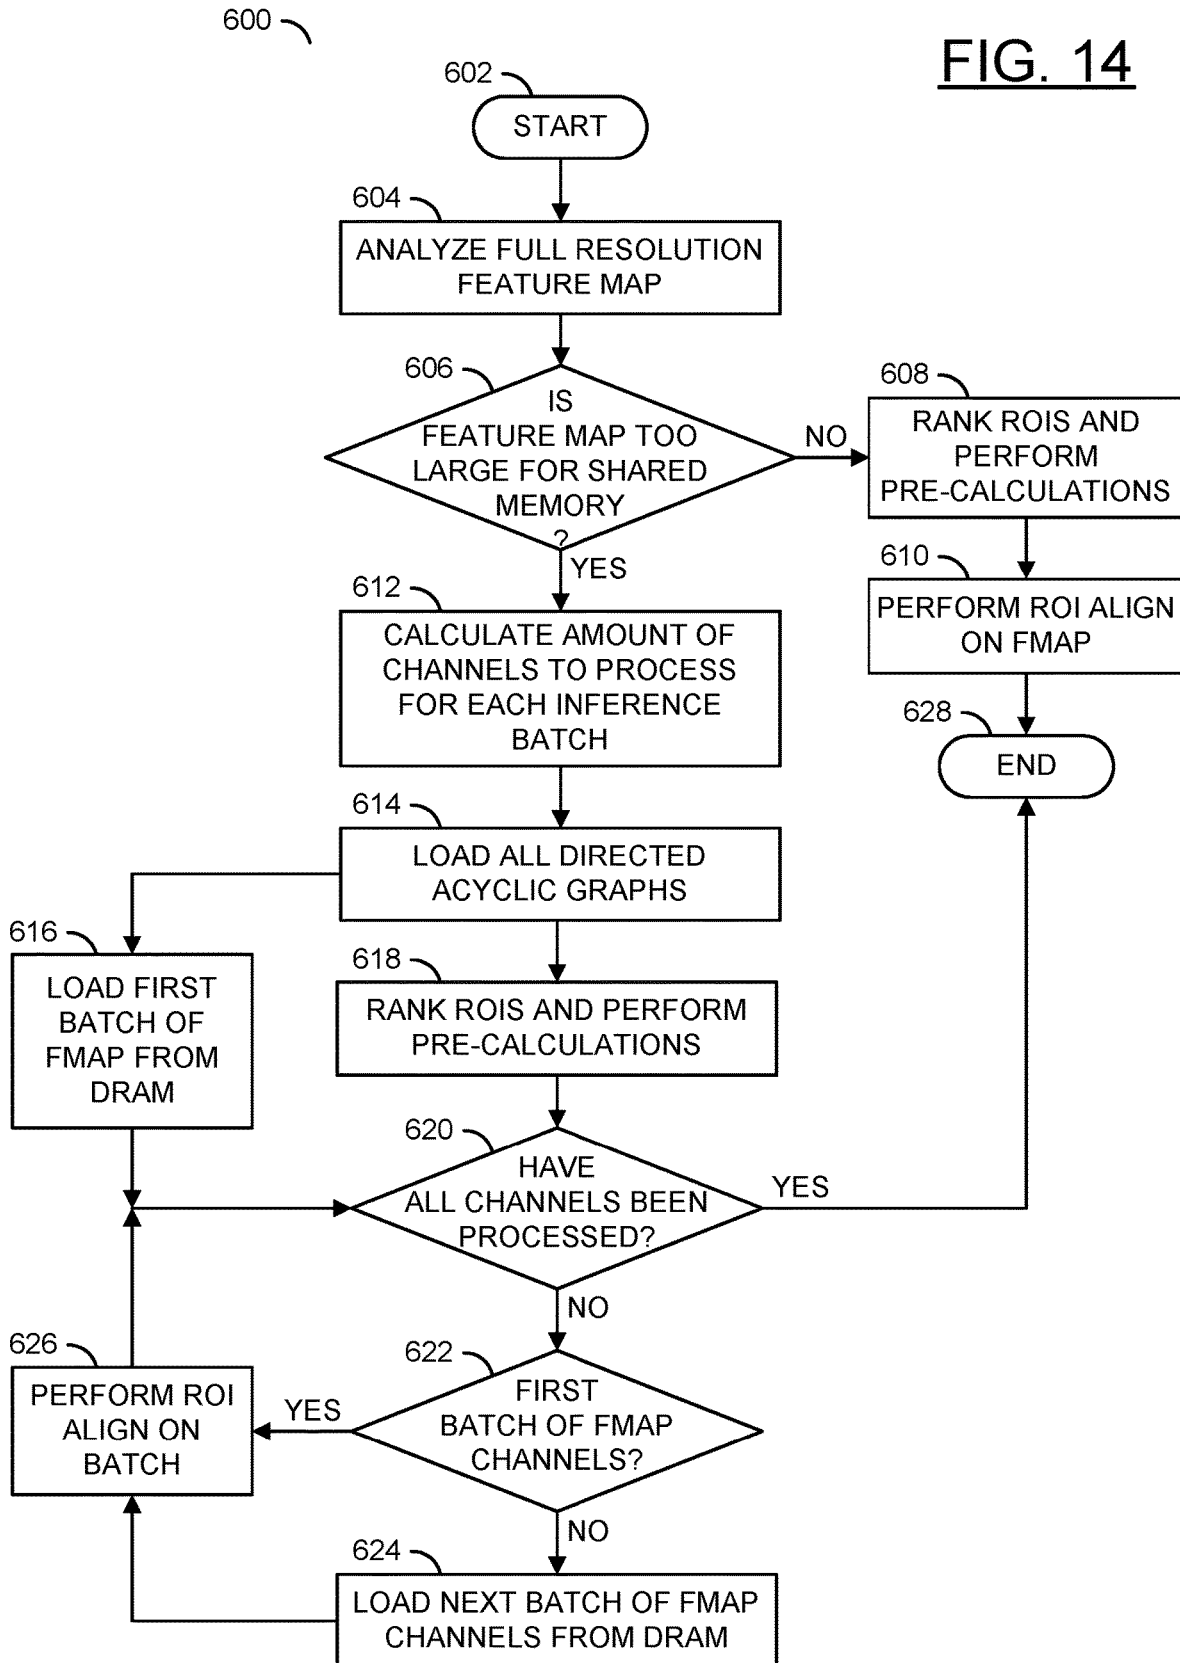 600
FIG. 14
602
START
604
ANALYZE FULL RESOLUTION
FEATURE MAP
606
IS
FEATURE MAP TOO
LARGE FOR SHARED
MEMORY
?
NO
YES
608
RANK ROIS AND
PERFORM
PRE-CALCULATIONS
610
PERFORM ROI ALIGN
ON FMAP
628
END
612
CALCULATE AMOUNT OF
CHANNELS TO PROCESS
FOR EACH INFERENCE
BATCH
614
LOAD ALL DIRECTED
ACYCLIC GRAPHS
616
LOAD FIRST
BATCH OF
FMAP FROM
DRAM
618
RANK ROIS AND PERFORM
PRE-CALCULATIONS
620
HAVE
ALL CHANNELS BEEN
PROCESSED?
YES
NO
622
FIRST
BATCH OF FMAP
CHANNELS?
YES
NO
626
PERFORM ROI
ALIGN ON
BATCH
624
LOAD NEXT BATCH OF FMAP
CHANNELS FROM DRAM